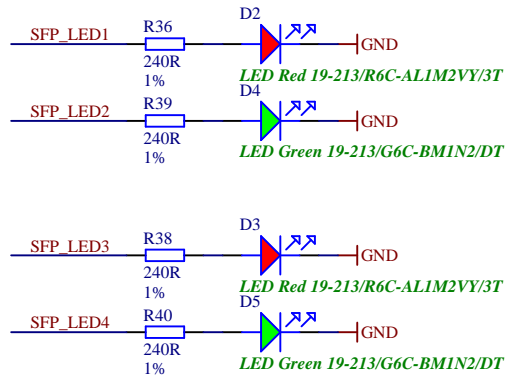 D2
R36
SFP_LED1
GND
240R
1%
LED Red 19-213/R6C-AL1M2VY/3T
D4
R39
SFP_LED2
GND
240R
1%
LED Green 19-213/G6C-BM1N2/DT
D3
R38
SFP_LED3
GND
240R
1%
LED Red 19-213/R6C-AL1M2VY/3T
D5
R40
SFP_LED4
GND
240R
1%
LED Green 19-213/G6C-BM1N2/DT